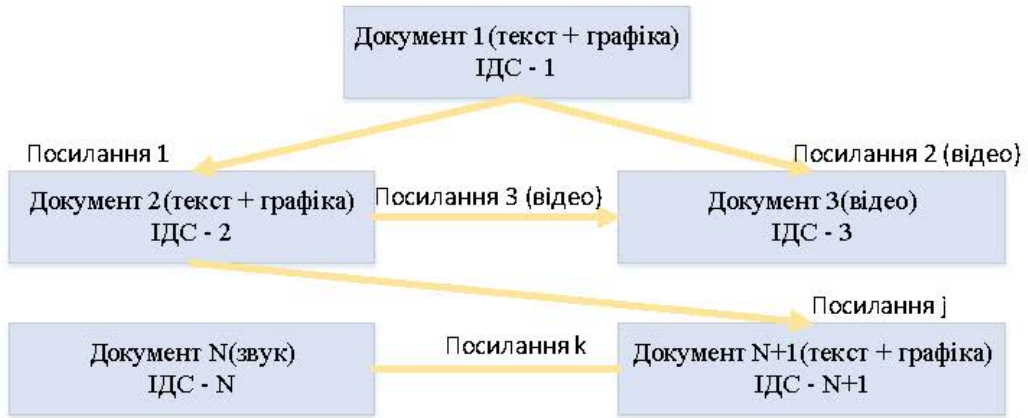 Документ 1(текст + графіка)
ІДС - 1
Посилання 1
Посилання 2 (відео)
Документ 2(текст + графіка)
ІДС - 2
Посилання 3 (відео)
Документ 3(відео)
ІДС - 3
Посилання j
Документ N(звук)
ІДС - N
Посилання k
Документ N+1(текст + графіка)
ІДС - N+1